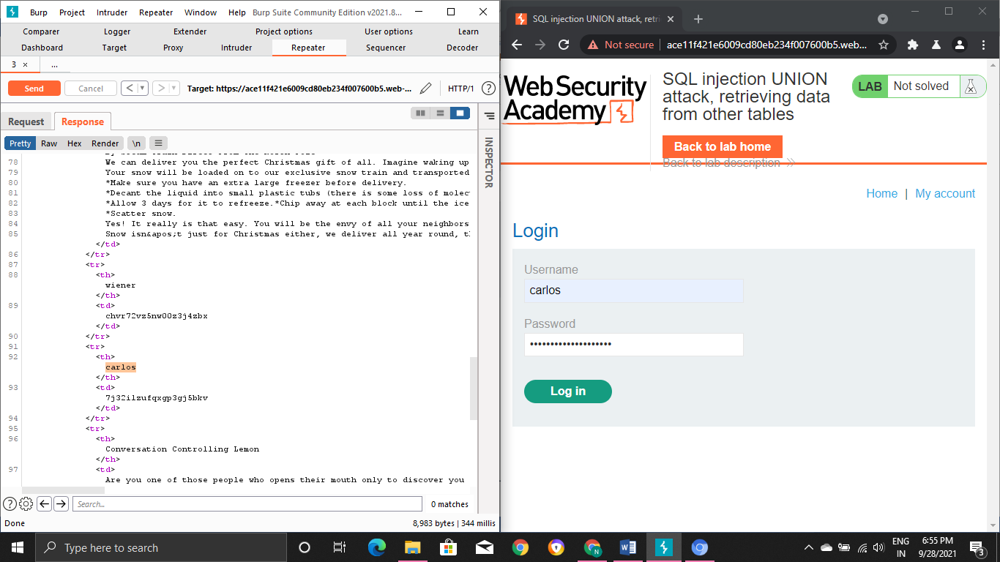 Burp Project Intruder Repeater Window Help Burp Suite Community Edition v2021.8...
Comparer Logger Extender Project options User options Learn
Dashboard Target Proxy Intruder Repeater Sequencer Decoder
3 × ...
Send Cancel < > Target: https://ace11f421e6009cd80eb234f007600b5.web-... HTTP/1 ?
Request Response
Pretty Raw Hex Render \n
INSPECTOR
78 We can deliver you the perfect Christmas gift of all. Imagine waking up
79 Your snow will be loaded on to our exclusive snow train and transported
80 *Make sure you have an extra large freezer before delivery.
81 *Decant the liquid into small plastic tubs (there is some loss of molec
82 *Allow 3 days for it to refreeze.*Chip away at each block until the ice
83 *Scatter snow.
84 Yes! It really is that easy. You will be the envy of all your neighbors
85 Snow isn&apos;t just for Christmas either, we deliver all year round, th
</td>
86 </tr>
87 <tr>
88 <th>
wiener
</th>
89 <td>
chvr72vz5nw00z3j4zbx
</td>
90 </tr>
91 <tr>
92 <th>
carlos
</th>
93 <td>
7j32ilzufqxgp3gj5bkv
</td>
94 </tr>
95 <tr>
96 <th>
Conversation Controlling Lemon
</th>
97 <td>
Are you one of those people who opens their mouth only to discover you
? Search... 0 matches
Done 8,983 bytes | 344 millis
SQL injection UNION attack, retri
Not secure ace11f421e6009cd80eb234f007600b5.web...
Web Security
Academy
SQL injection UNION
attack, retrieving data
from other tables
LAB Not solved
Back to lab home
Back to lab description
Home | My account
Login
Username
carlos
Password
••••••••••••••••••••
Log in
Type here to search
N
W
ENG
IN
6:55 PM
9/28/2021
3